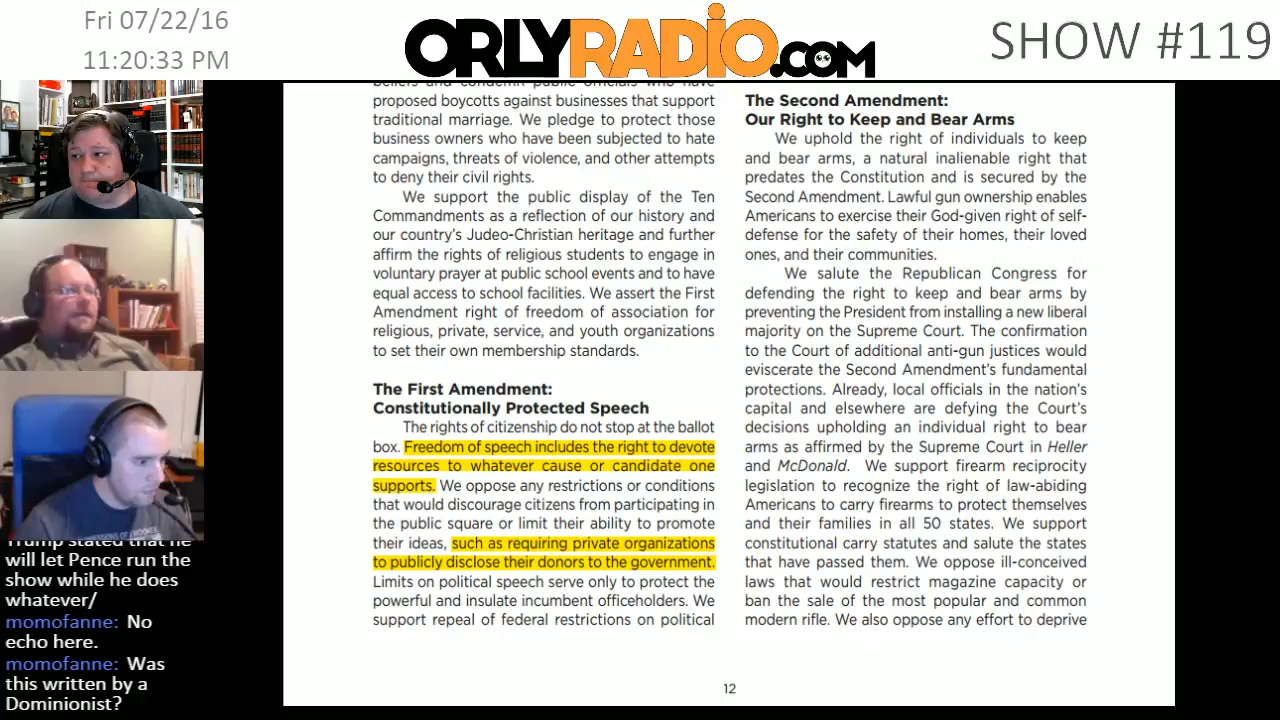 Fri 07/22/16
11:20:33 PM
ORLYRADIO.COM
SHOW #119
beliefs and condemn public officials who have
proposed boycotts against businesses that support
traditional marriage. We pledge to protect those
business owners who have been subjected to hate
campaigns, threats of violence, and other attempts
to deny their civil rights.
We support the public display of the Ten
Commandments as a reflection of our history and
our country's Judeo-Christian heritage and further
affirm the rights of religious students to engage in
voluntary prayer at public school events and to have
equal access to school facilities. We assert the First
Amendment right of freedom of association for
religious, private, service, and youth organizations
to set their own membership standards.
The First Amendment:
Constitutionally Protected Speech
The rights of citizenship do not stop at the ballot
box. Freedom of speech includes the right to devote
resources to whatever cause or candidate one
supports. We oppose any restrictions or conditions
that would discourage citizens from participating in
the public square or limit their ability to promote
their ideas, such as requiring private organizations
to publicly disclose their donors to the government.
Limits on political speech serve only to protect the
powerful and insulate incumbent officeholders. We
support repeal of federal restrictions on political
The Second Amendment:
Our Right to Keep and Bear Arms
We uphold the right of individuals to keep
and bear arms, a natural inalienable right that
predates the Constitution and is secured by the
Second Amendment. Lawful gun ownership enables
Americans to exercise their God-given right of self-
defense for the safety of their homes, their loved
ones, and their communities.
We salute the Republican Congress for
defending the right to keep and bear arms by
preventing the President from installing a new liberal
majority on the Supreme Court. The confirmation
to the Court of additional anti-gun justices would
eviscerate the Second Amendment's fundamental
protections. Already, local officials in the nation's
capital and elsewhere are defying the Court's
decisions upholding an individual right to bear
arms as affirmed by the Supreme Court in Heller
and McDonald. We support firearm reciprocity
legislation to recognize the right of law-abiding
Americans to carry firearms to protect themselves
and their families in all 50 states. We support
constitutional carry statutes and salute the states
that have passed them. We oppose ill-conceived
laws that would restrict magazine capacity or
ban the sale of the most popular and common
modern rifle. We also oppose any effort to deprive
12
Trump stated that he
will let Pence run the
show while he does
whatever/
momofanne: No
echo here.
momofanne: Was
this written by a
Dominionist?